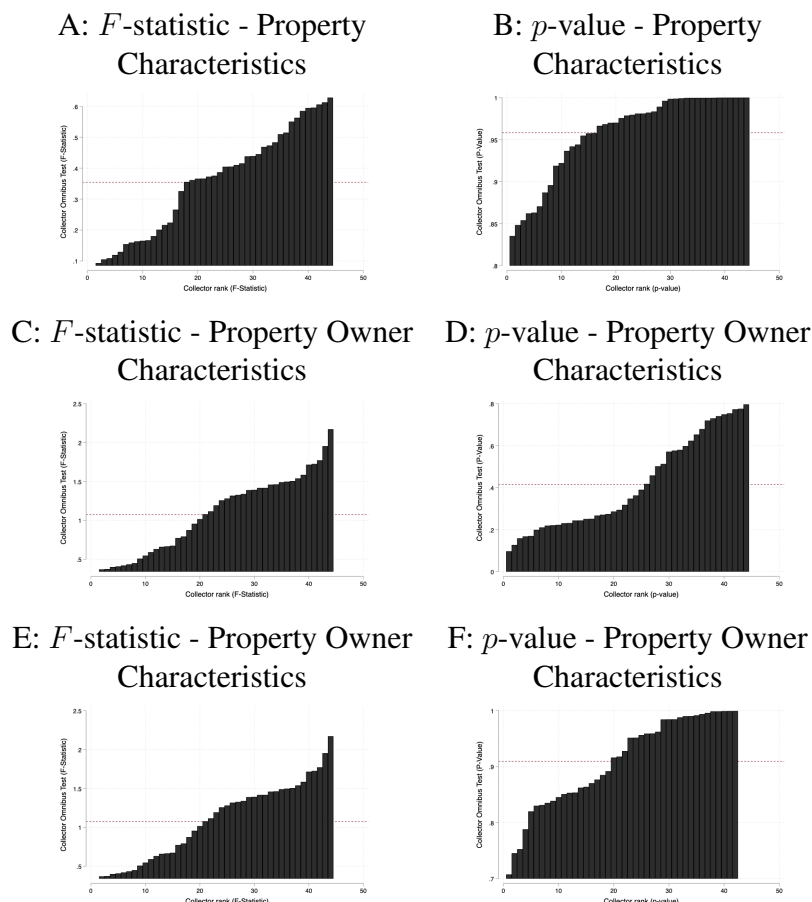 A: F-statistic - Property
Characteristics
B: p-value - Property
Characteristics
Collector Omnibus Test (F-Statistic)
.6
.5
.4
.3
.2
.1
0
10
20
30
40
50
Collector rank (F-Statistic)
Collector Omnibus Test (P-Value)
1
.95
.9
.85
.8
0
10
20
30
40
50
Collector rank (p-value)
C: F-statistic - Property Owner
Characteristics
D: p-value - Property Owner
Characteristics
Collector Omnibus Test (F-Statistic)
2.5
2
1.5
1
.5
0
10
20
30
40
50
Collector rank (F-Statistic)
Collector Omnibus Test (P-Value)
.8
.6
.4
.2
0
0
10
20
30
40
50
Collector rank (p-value)
E: F-statistic - Property Owner
Characteristics
F: p-value - Property Owner
Characteristics
Collector Omnibus Test (F-Statistic)
2.5
2
1.5
1
.5
0
10
20
30
40
50
Collector rank (F-Statistic)
Collector Omnibus Test (P-Value)
1
.9
.8
.7
0
10
20
30
40
50
Collector rank (p-value)